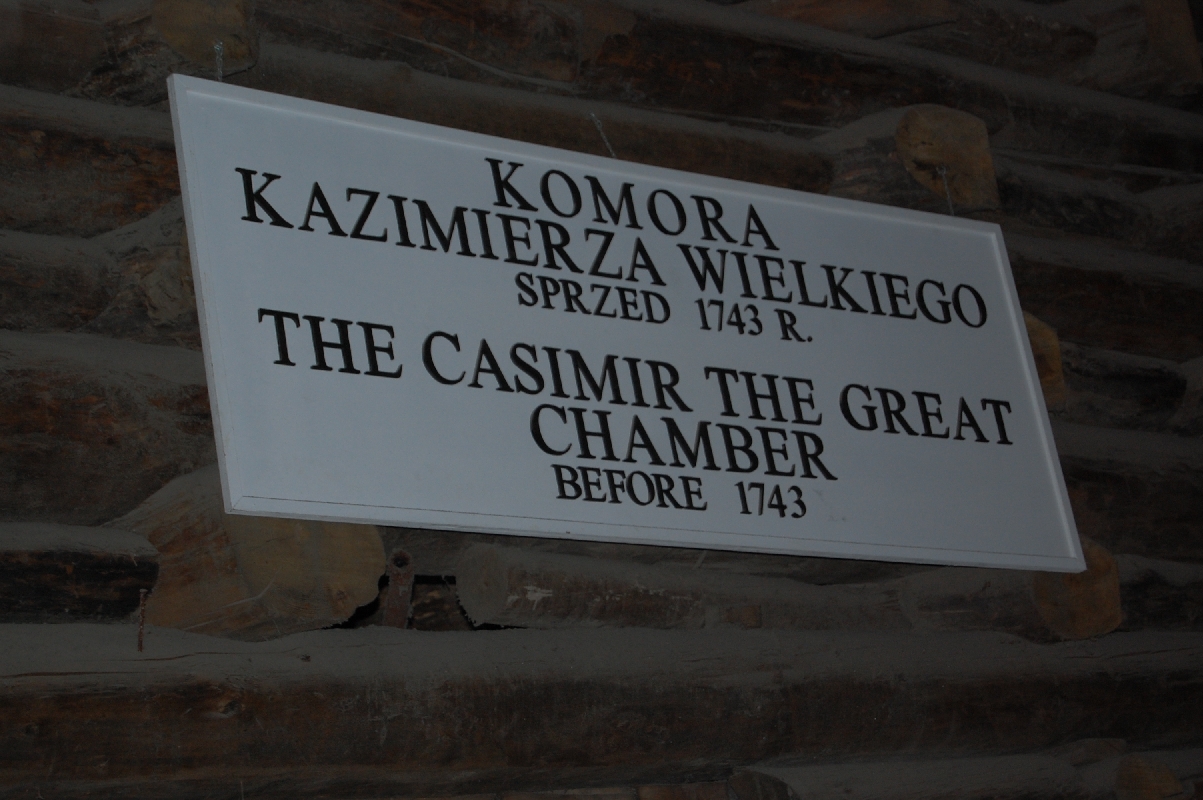 KOMORA
KAZIMIERZA WIELKIEGO
SPRZED 1743 R.
THE CASIMIR THE GREAT
CHAMBER
BEFORE 1743